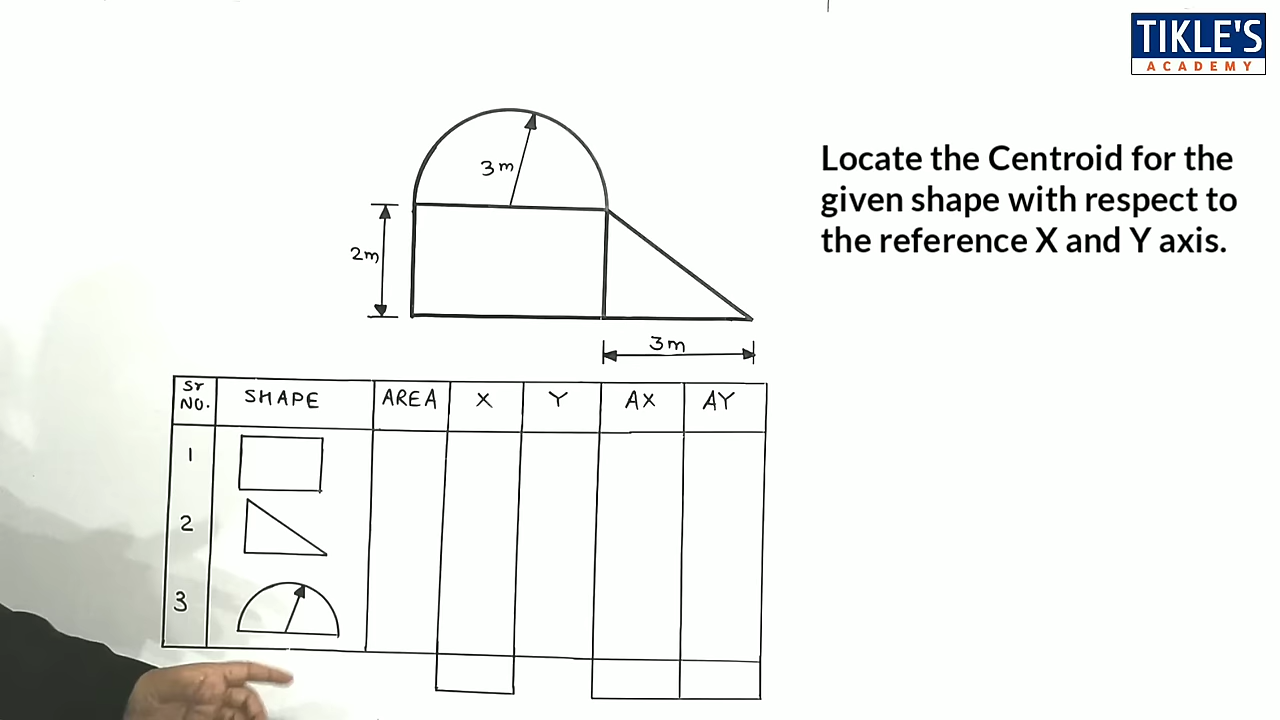 TIKLE'S
ACADEMY
Locate the Centroid for the
given shape with respect to
the reference X and Y axis.
3m
2m
3m
Sr NO. SHAPE AREA X Y AX AY
1
2
3